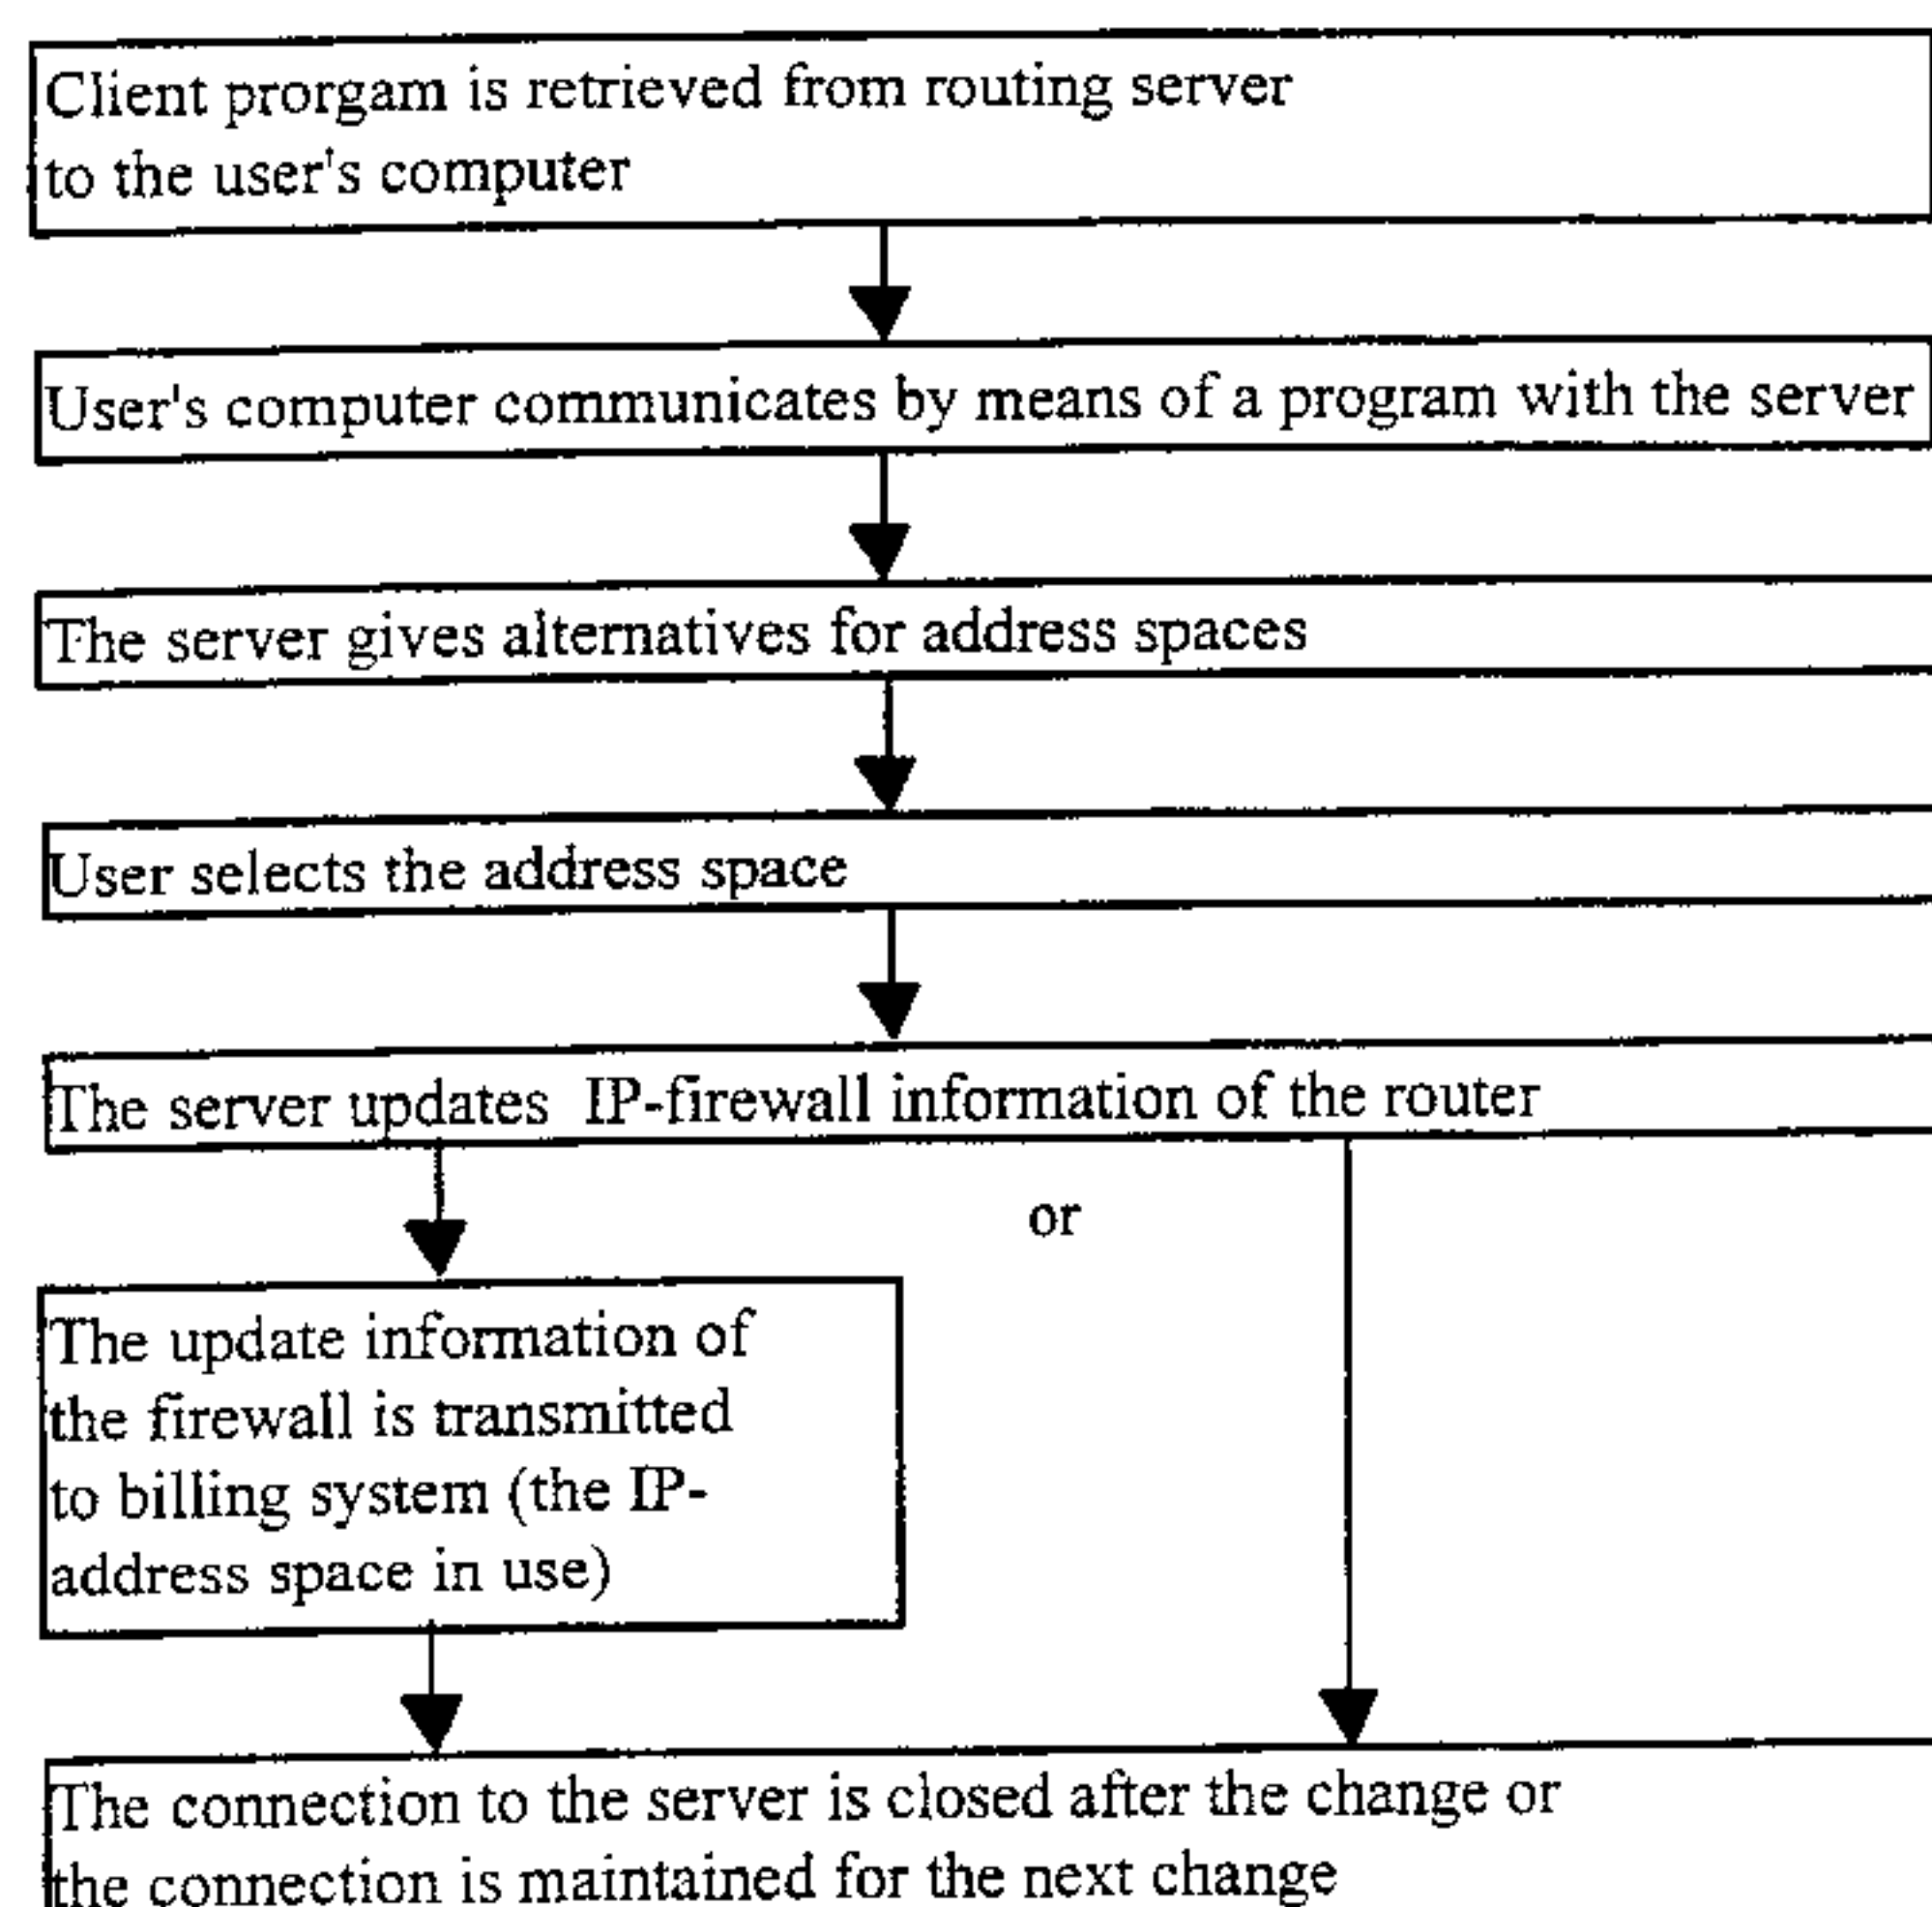 Client prorgam is retrieved from routing server
to the user's computer
User's computer communicates by means of a program with the server
The server gives alternatives for address spaces
User selects the address space
The server updates IP-firewall information of the router
or
The update information of
the firewall is transmitted
to billing system (the IP-
address space in use)
The connection to the server is closed after the change or
the connection is maintained for the next change